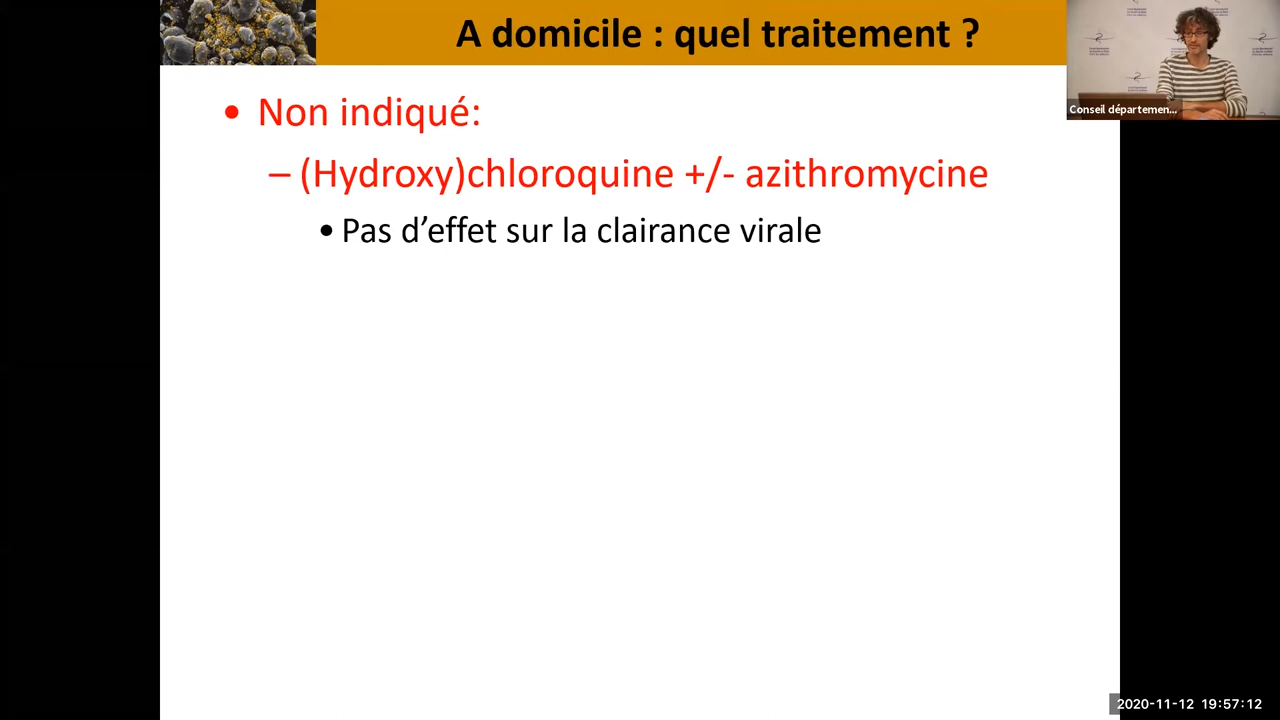 A domicile : quel traitement ?
Conseil départemen...
• Non indiqué:
– (Hydroxy)chloroquine +/- azithromycine
• Pas d’effet sur la clairance virale
2020-11-12 19:57:12